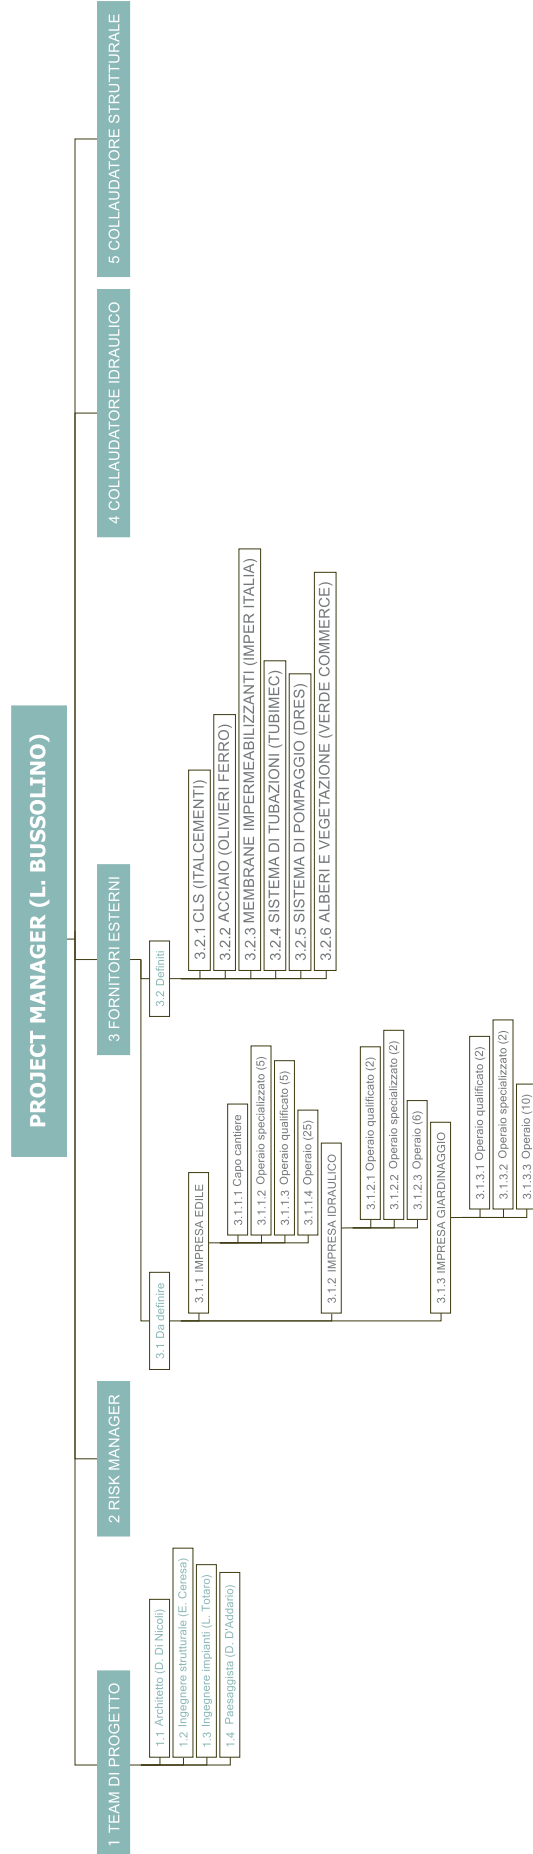 PROJECT MANAGER (L. BUSSOLINO)
1 TEAM DI PROGETTO
1.1 Architetto (D. Di Nicoli)
1.2 Ingegnere strutturale (E. Ceresa)
1.3 Ingegnere impianti (L. Totaro)
1.4 Paesaggista (D. D'Addario)
2 RISK MANAGER
3 FORNITORI ESTERNI
3.1 Da definire
3.1.1 IMPRESA EDILE
3.1.1.1 Capo cantiere
3.1.1.2 Operaio specializzato (5)
3.1.1.3 Operaio qualificato (5)
3.1.1.4 Operaio (25)
3.1.2 IMPRESA IDRAULICO
3.1.2.1 Operaio qualificato (2)
3.1.2.2 Operaio specializzato (2)
3.1.2.3 Operaio (6)
3.1.3 IMPRESA GIARDINAGGIO
3.1.3.1 Operaio qualificato (2)
3.1.3.2 Operaio specializzato (2)
3.1.3.3 Operaio (10)
3.2 Definiti
3.2.1 CLS (ITALCEMENTI)
3.2.2 ACCIAIO (OLIVIERI FERRO)
3.2.3 MEMBRANE IMPERMEABILIZZANTI (IMPER ITALIA)
3.2.4 SISTEMA DI TUBAZIONI (TUBIMEC)
3.2.5 SISTEMA DI POMPAGGIO (DRES)
3.2.6 ALBERI E VEGETAZIONE (VERDE COMMERCE)
4 COLLAUDATORE IDRAULICO
5 COLLAUDATORE STRUTTURALE